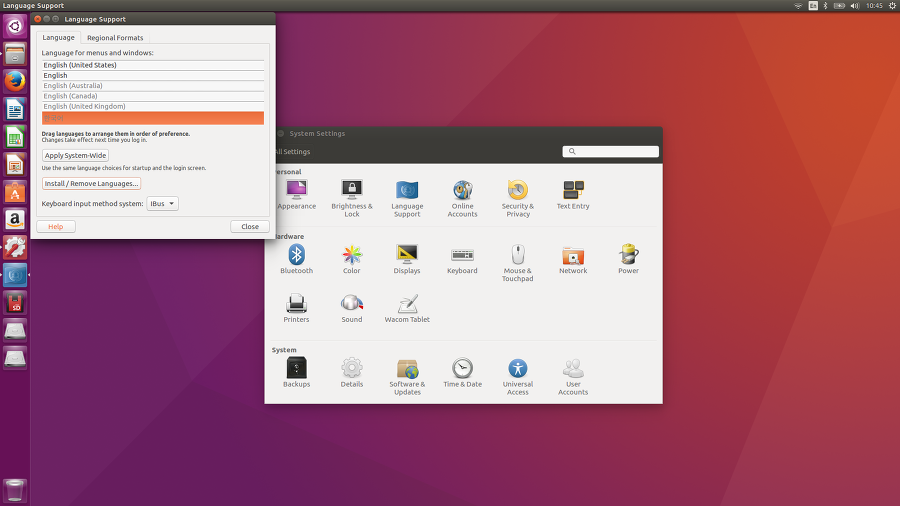 Language Support
En
10:45
Language Support
Language
Regional Formats
Language for menus and windows:
English (United States)
English
English (Australia)
English (Canada)
English (United Kingdom)
한국어
Drag languages to arrange them in order of preference.
Changes take effect next time you log in.
Apply System-Wide
Use the same language choices for startup and the login screen.
Install / Remove Languages...
Keyboard input method system:
IBus
Help
Close
System Settings
All Settings
Personal
Appearance
Brightness &
Lock
Language
Support
Online
Accounts
Security &
Privacy
Text Entry
Hardware
Bluetooth
Color
Displays
Keyboard
Mouse &
Touchpad
Network
Power
Printers
Sound
Wacom Tablet
System
Backups
Details
Software &
Updates
Time & Date
Universal
Access
User
Accounts
SD